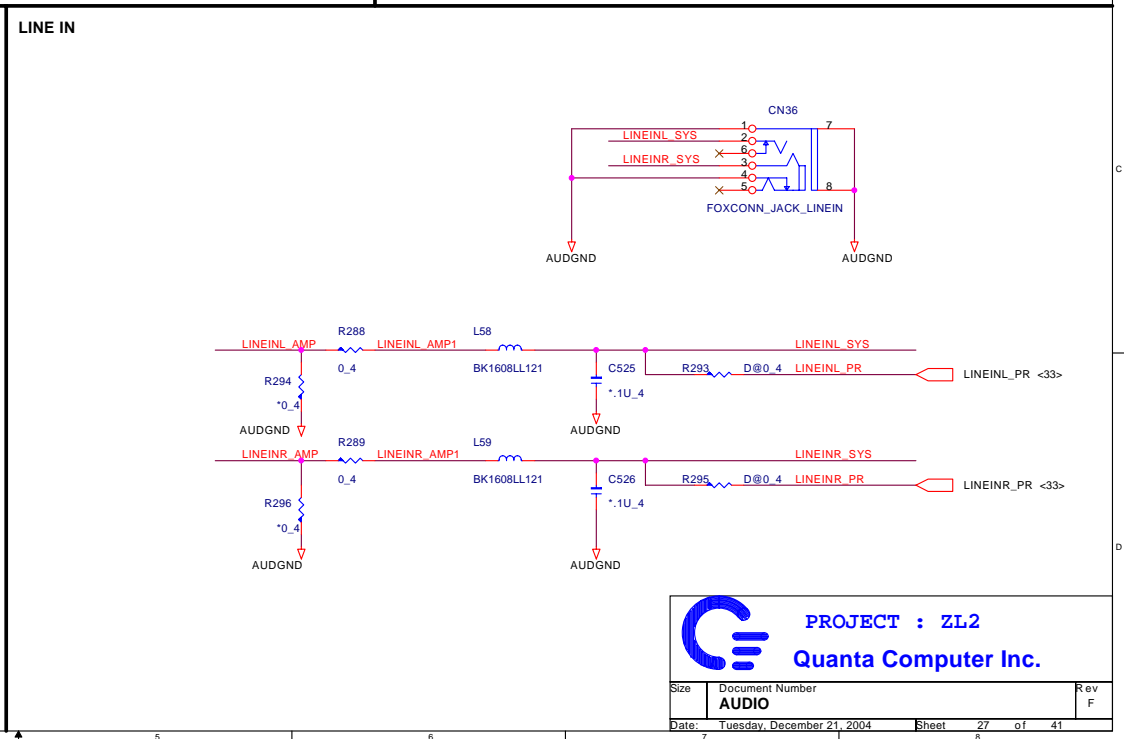 LINE IN
CN36
1 7
LINEINL_SYS 2
6
LINEINR_SYS 3
4
5 8
FOXCONN_JACK_LINEIN
AUDGND AUDGND
C
R288 L58
LINEINL_AMP LINEINL_AMP1 LINEINL_SYS
0_4 BK1608LL121 C525 R293 D@0_4 LINEINL_PR LINEINL_PR <33>
R294
*0_4 *.1U_4
AUDGND AUDGND
R289 L59
LINEINR_AMP LINEINR_AMP1 LINEINR_SYS
0_4 BK1608LL121 C526 R295 D@0_4 LINEINR_PR LINEINR_PR <33>
R296 *.1U_4
*0_4
D
AUDGND AUDGND
PROJECT : ZL2
Quanta Computer Inc.
Size Document Number Rev
AUDIO F
Date: Tuesday, December 21, 2004 Sheet 27 of 41
5 6 7 8